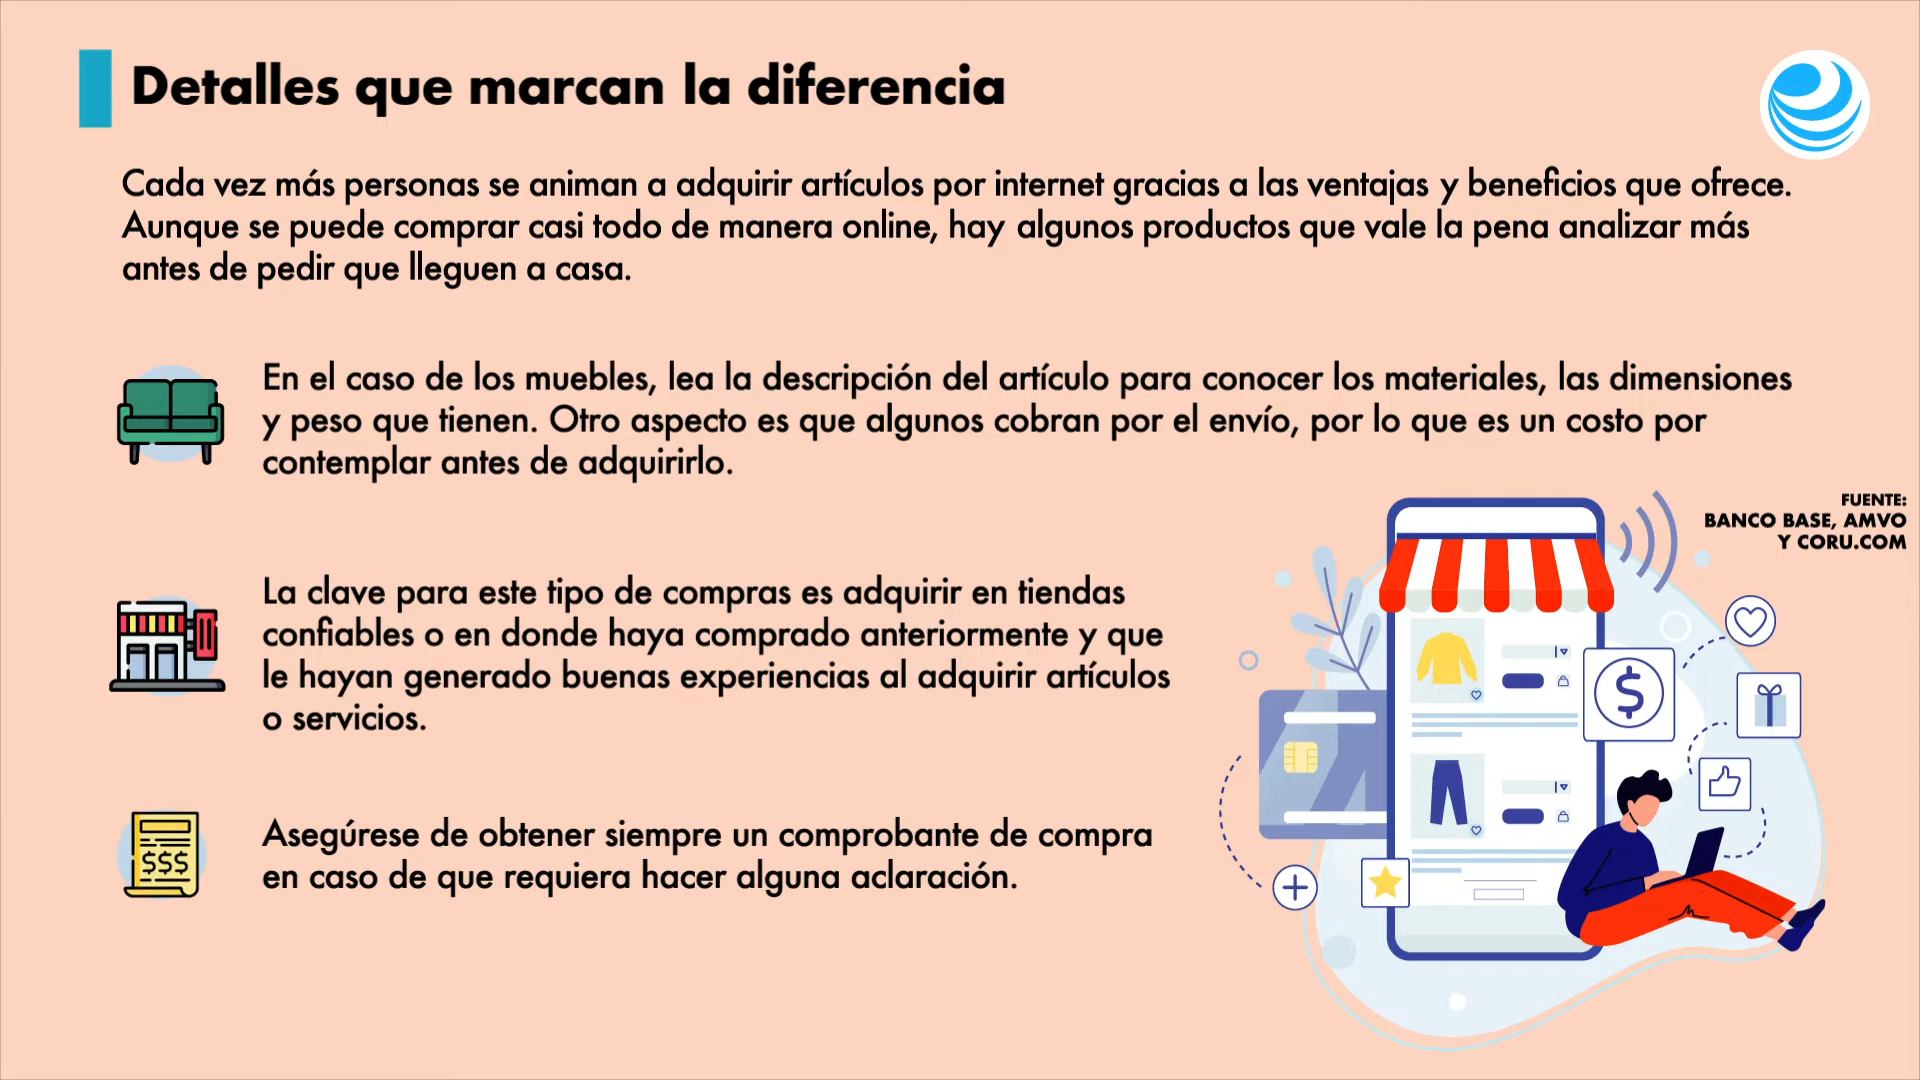 Detalles que marcan la diferencia
Cada vez más personas se animan a adquirir artículos por internet gracias a las ventajas y beneficios que ofrece.
Aunque se puede comprar casi todo de manera online, hay algunos productos que vale la pena analizar más
antes de pedir que lleguen a casa.
En el caso de los muebles, lea la descripción del artículo para conocer los materiales, las dimensiones
y peso que tienen. Otro aspecto es que algunos cobran por el envío, por lo que es un costo por
contemplar antes de adquirirlo.
FUENTE:
BANCO BASE, AMVO
Y CORU.COM
La clave para este tipo de compras es adquirir en tiendas
confiables o en donde haya comprado anteriormente y que
le hayan generado buenas experiencias al adquirir artículos
o servicios.
$
$$$
Asegúrese de obtener siempre un comprobante de compra
en caso de que requiera hacer alguna aclaración.